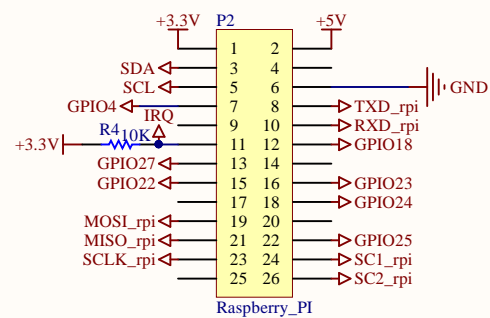 +3.3V P2 +5V
1 2
SDA 3 4
SCL 5 6 GND
GPIO4 7 8 TXD_rpi
IRQ 9 10 RXD_rpi
+3.3V R4 10K 11 12 GPIO18
GPIO27 13 14
GPIO22 15 16 GPIO23
17 18 GPIO24
MOSI_rpi 19 20
MISO_rpi 21 22 GPIO25
SCLK_rpi 23 24 SC1_rpi
25 26 SC2_rpi
Raspberry_PI